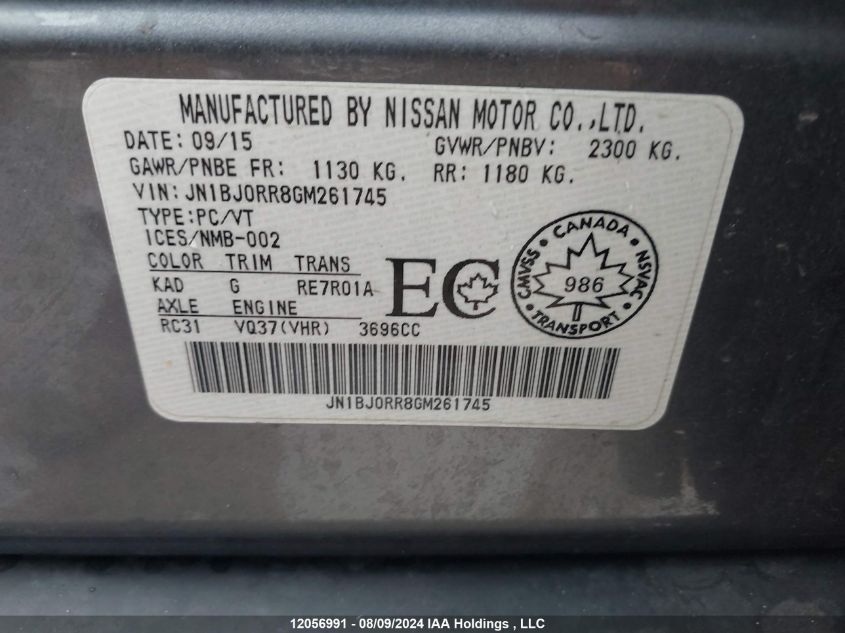 MANUFACTURED BY NISSAN MOTOR CO.,LTD.
DATE: 09/15 GVWR/PNBV: 2300 KG.
GAWR/PNBE FR: 1130 KG. RR: 1180 KG.
VIN: JN1BJ0RR8GM261745
TYPE:PC/VT
ICES/NMB-002
COLOR TRIM TRANS
KAD G RE7R01A
AXLE ENGINE
RC31 VQ37(VHR) 3696CC
EC
CANADA
CMVSS 986 NSVAC
TRANSPORT
JN1BJ0RR8GM261745
12056991 - 08/09/2024 IAA Holdings , LLC